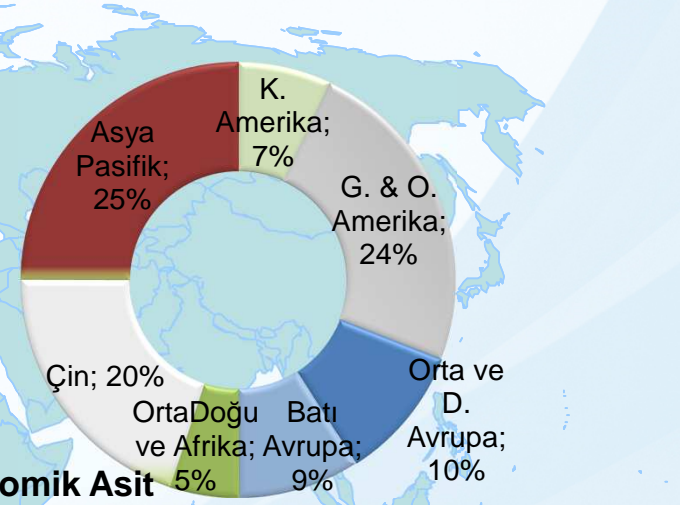 K.
Amerika;
7%
G. & O.
Amerika;
24%
Orta ve
D.
Avrupa;
10%
Batı
Avrupa;
9%
OrtaDoğu
ve Afrika;
5%
Çin; 20%
Asya
Pasifik;
25%
omik Asit